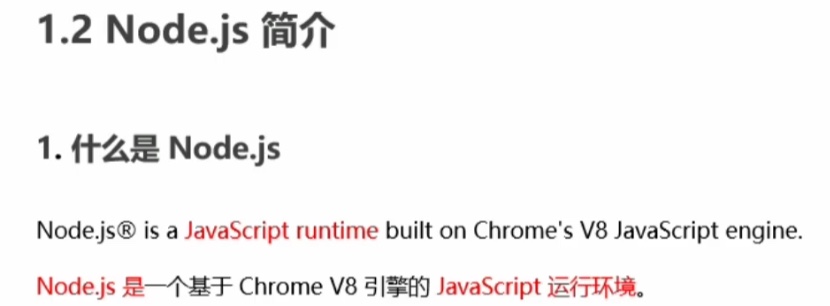 1.2 Node.js 简介
1. 什么是 Node.js
Node.js® is a JavaScript runtime built on Chrome's V8 JavaScript engine.
Node.js 是一个基于 Chrome V8 引擎的 JavaScript 运行环境。